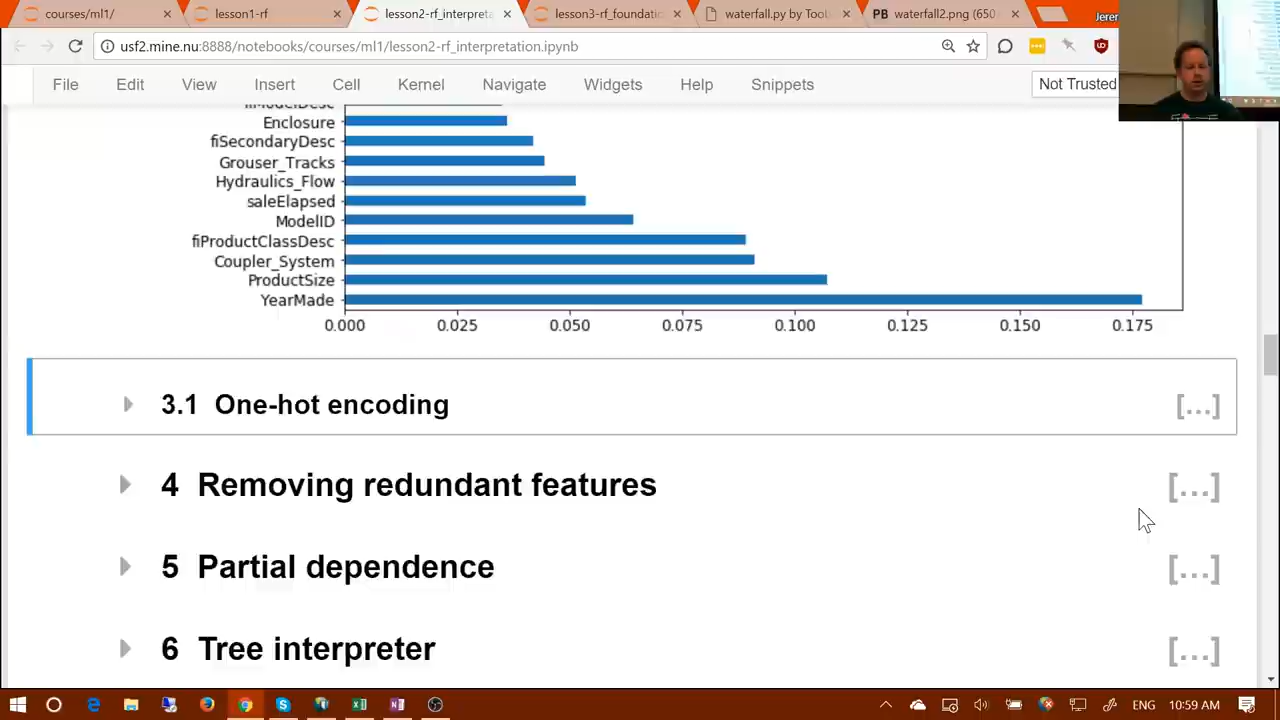 courses/ml1/
lesson1-rf
lesson2-rf_interpret
lesson3-rf_foundatio
waterfall.py by To
PB waterfall2.png (O
Jerem
usf2.mine.nu:8888/notebooks/courses/ml1/lesson2-rf_interpretation.ipynb
File Edit View Insert Cell Kernel Navigate Widgets Help Snippets
Not Trusted
fiModelDesc
Enclosure
fiSecondaryDesc
Grouser_Tracks
Hydraulics_Flow
saleElapsed
ModelID
fiProductClassDesc
Coupler_System
ProductSize
YearMade
0.000 0.025 0.050 0.075 0.100 0.125 0.150 0.175
3.1 One-hot encoding [...]
4 Removing redundant features [...]
5 Partial dependence [...]
6 Tree interpreter [...]
ENG 10:59 AM